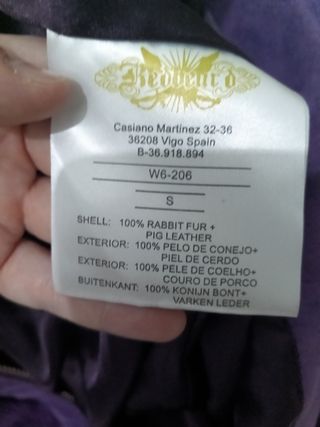 Casiano Martínez 32-36
36208 Vigo Spain
B-36.918.894
W6-206
S
SHELL: 100% RABBIT FUR +
PIG LEATHER
EXTERIOR: 100% PELO DE CONEJO+
PIEL DE CERDO
EXTERIOR: 100% PELE DE COELHO+
COURO DE PORCO
BUITENKANT: 100% KONIJN BONT+
VARKEN LEDER